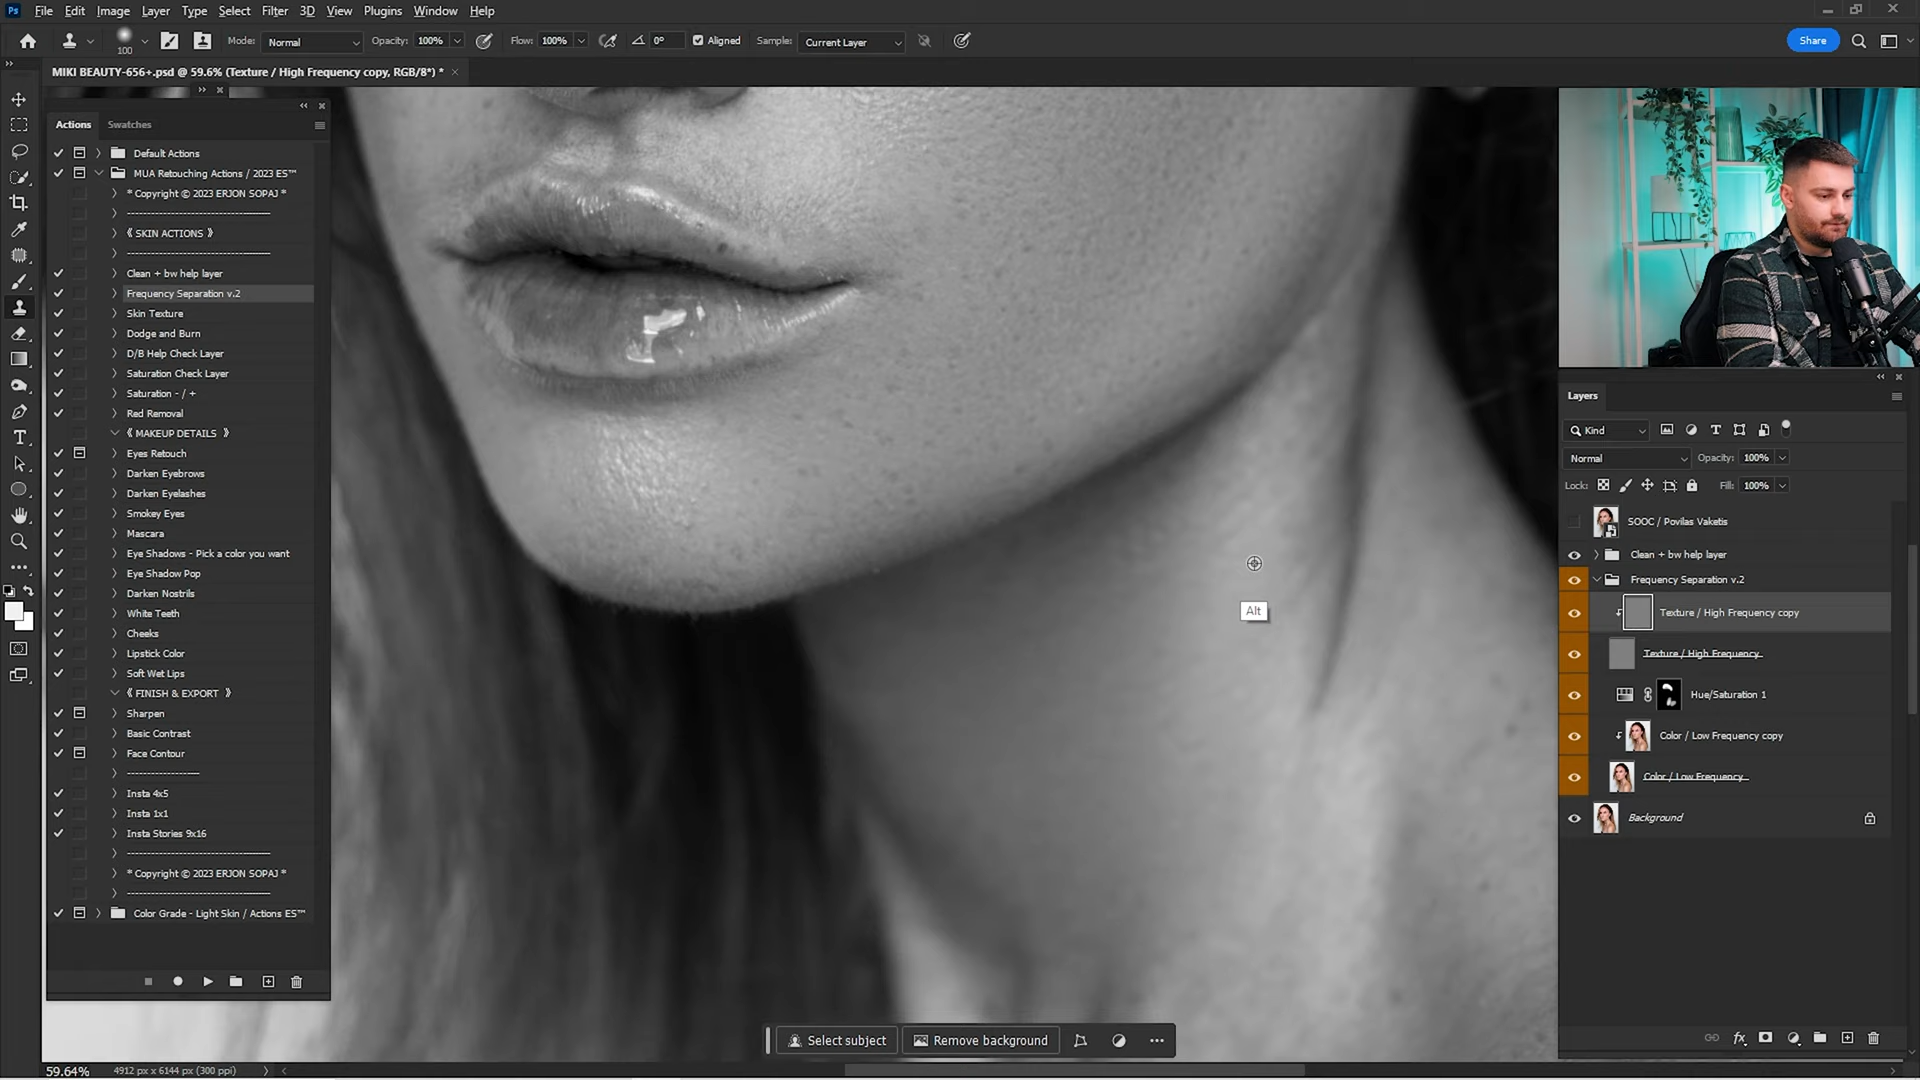 File Edit Image Layer Type Select Filter 3D View Plugins Window Help
100 Mode: Normal Opacity: 100% Flow: 100% 0° Aligned Sample: Current Layer Share
MIKI BEAUTY-656+.psd @ 59.6% (Texture / High Frequency copy, RGB/8*) *
Actions Swatches
Default Actions
MUA Retouching Actions / 2023 ES™
* Copyright © 2023 ERJON SOPAJ *
-----------------------------------
《 SKIN ACTIONS 》
-----------------------------------
Clean + bw help layer
Frequency Separation v.2
Skin Texture
Dodge and Burn
D/B Help Check Layer
Saturation Check Layer
Saturation - / +
Red Removal
《 MAKEUP DETAILS 》
Eyes Retouch
Darken Eyebrows
Darken Eyelashes
Smokey Eyes
Mascara
Eye Shadows - Pick a color you want
Eye Shadow Pop
Darken Nostrils
White Teeth
Cheeks
Lipstick Color
Soft Wet Lips
《 FINISH & EXPORT 》
Sharpen
Basic Contrast
Face Contour
------------------
Insta 4x5
Insta 1x1
Insta Stories 9x16
-----------------------------------
* Copyright © 2023 ERJON SOPAJ *
-----------------------------------
Color Grade - Light Skin / Actions ES™
Alt
Select subject Remove background
59.64% 4912 px x 6144 px (300 ppi)
Layers
Kind
Normal Opacity: 100%
Lock: Fill: 100%
SOOC / Povilas Vaketis
Clean + bw help layer
Frequency Separation v.2
Texture / High Frequency copy
Texture / High Frequency
Hue/Saturation 1
Color / Low Frequency copy
Color / Low Frequency
Background